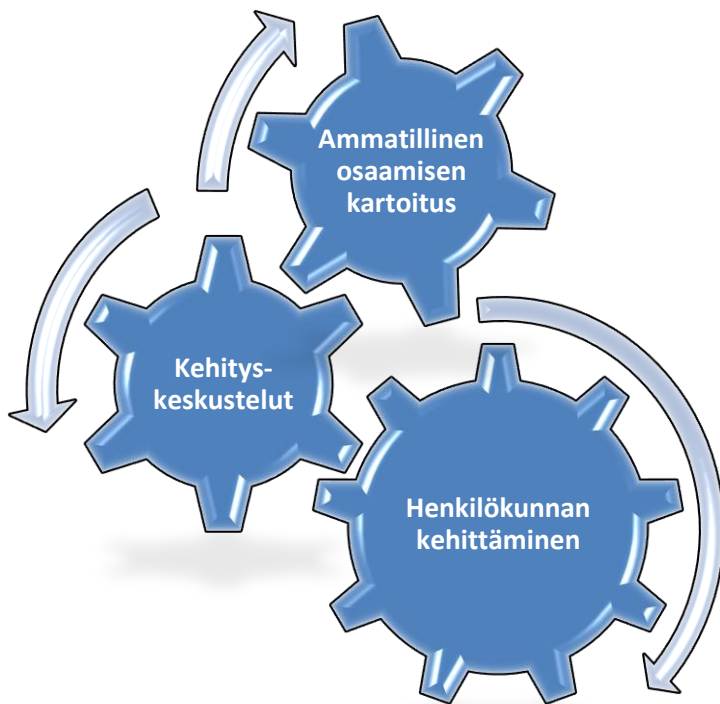 Ammatillinen
osaamisen
kartoitus
Kehitys-
keskustelut
Henkilökunnan
kehittäminen